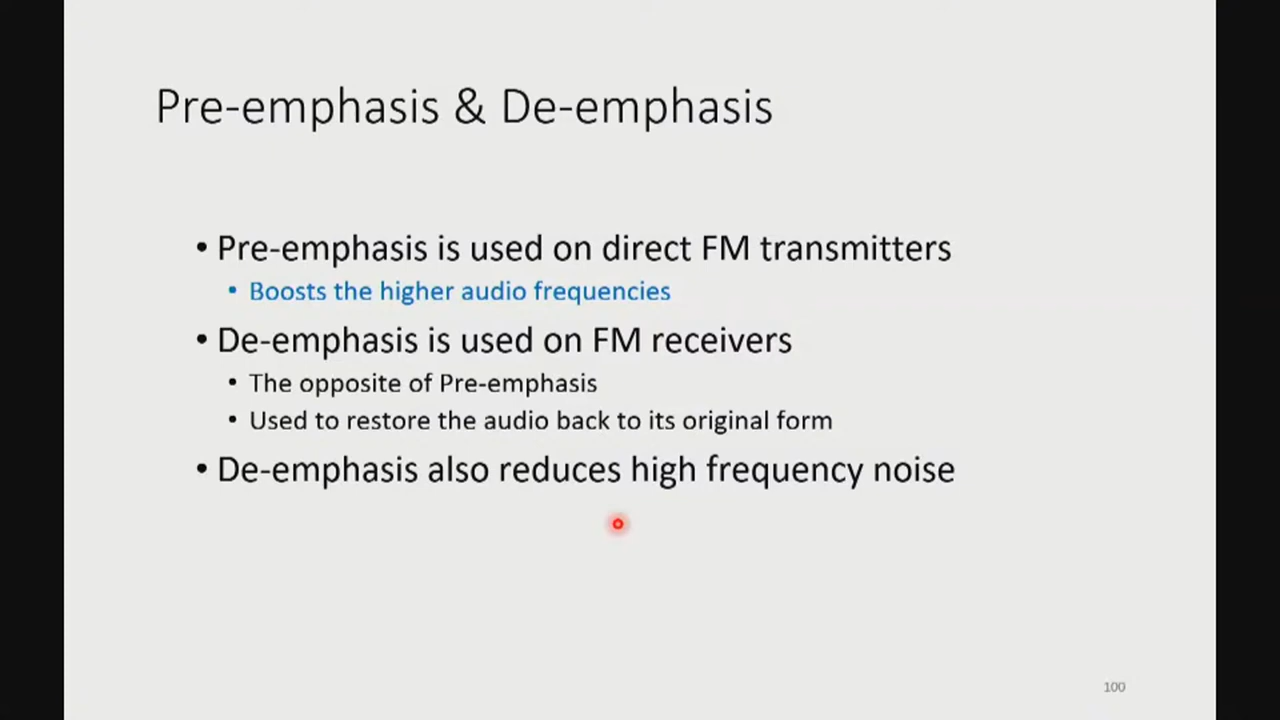 Pre-emphasis & De-emphasis
• Pre-emphasis is used on direct FM transmitters
• Boosts the higher audio frequencies
• De-emphasis is used on FM receivers
• The opposite of Pre-emphasis
• Used to restore the audio back to its original form
• De-emphasis also reduces high frequency noise
100